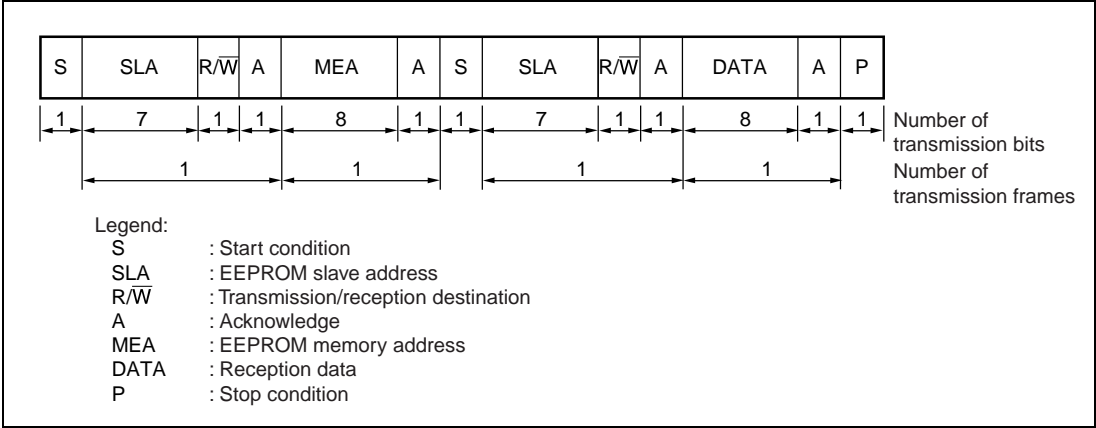 S SLA R/W̅ A MEA A S SLA R/W̅ A DATA A P
1 7 1 1 8 1 1 7 1 1 8 1 1 Number of
transmission bits
1 1 1 1 Number of
transmission frames
Legend:
S : Start condition
SLA : EEPROM slave address
R/W̅ : Transmission/reception destination
A : Acknowledge
MEA : EEPROM memory address
DATA : Reception data
P : Stop condition